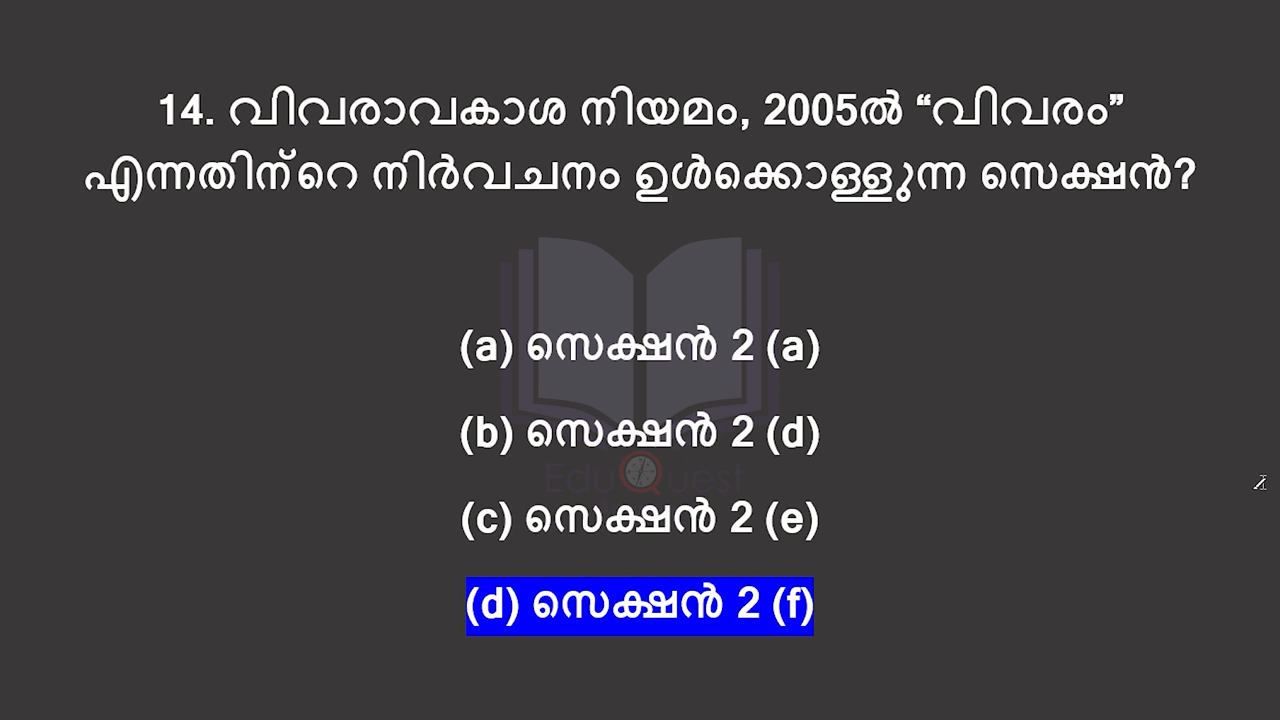 14. വിവരാവകാശ നിയമം, 2005ൽ “വിവരം”
എന്നതിന്റെ നിർവചനം ഉൾക്കൊള്ളുന്ന സെക്ഷൻ?
(a) സെക്ഷൻ 2 (a)
(b) സെക്ഷൻ 2 (d)
EduQuest
(c) സെക്ഷൻ 2 (e)
(d) സെക്ഷൻ 2 (f)